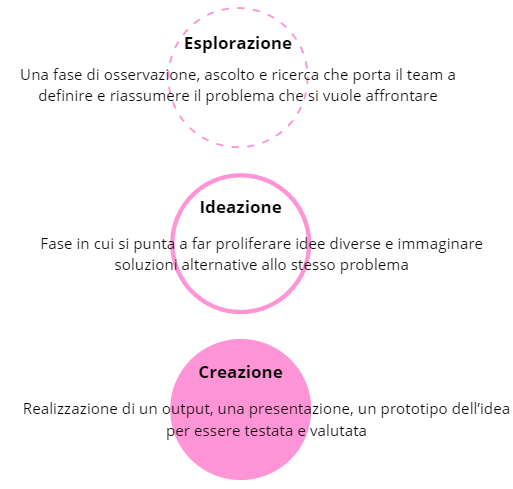 Esplorazione
Una fase di osservazione, ascolto e ricerca che porta il team a
definire e riassumere il problema che si vuole affrontare
Ideazione
Fase in cui si punta a far proliferare idee diverse e immaginare
soluzioni alternative allo stesso problema
Creazione
Realizzazione di un output, una presentazione, un prototipo dell’idea
per essere testata e valutata